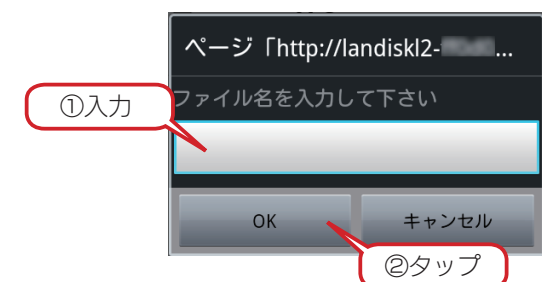 ページ「http://landiskl2- ...
①入力
ファイル名を入力して下さい
OK
キャンセル
②タップ